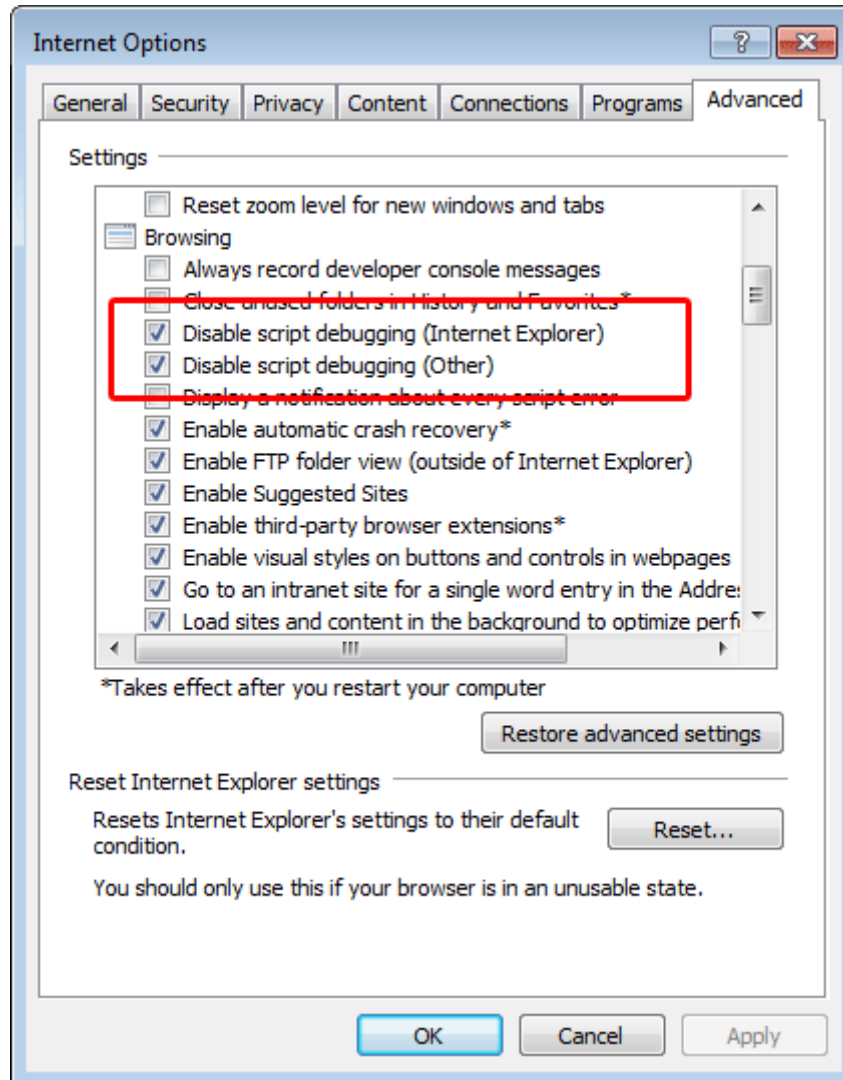 Internet Options
General Security Privacy Content Connections Programs Advanced
Settings
Reset zoom level for new windows and tabs
Browsing
Always record developer console messages
Close unused folders in History and Favorites*
Disable script debugging (Internet Explorer)
Disable script debugging (Other)
Display a notification about every script error
Enable automatic crash recovery*
Enable FTP folder view (outside of Internet Explorer)
Enable Suggested Sites
Enable third-party browser extensions*
Enable visual styles on buttons and controls in webpages
Go to an intranet site for a single word entry in the Addres
Load sites and content in the background to optimize perfo
*Takes effect after you restart your computer
Restore advanced settings
Reset Internet Explorer settings
Resets Internet Explorer's settings to their default
condition.
Reset...
You should only use this if your browser is in an unusable state.
OK Cancel Apply